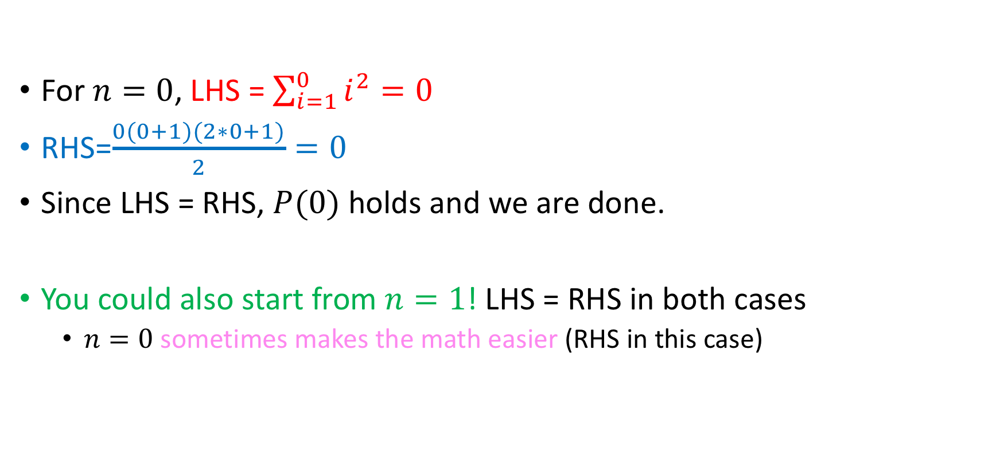 • For 𝑛 = 0, LHS = ∑_{𝑖=1}^{0} 𝑖² = 0
• RHS=\frac{0(0+1)(2∗0+1)}{2} = 0
• Since LHS = RHS, 𝑃(0) holds and we are done.
• You could also start from 𝑛 = 1! LHS = RHS in both cases
• 𝑛 = 0 sometimes makes the math easier (RHS in this case)